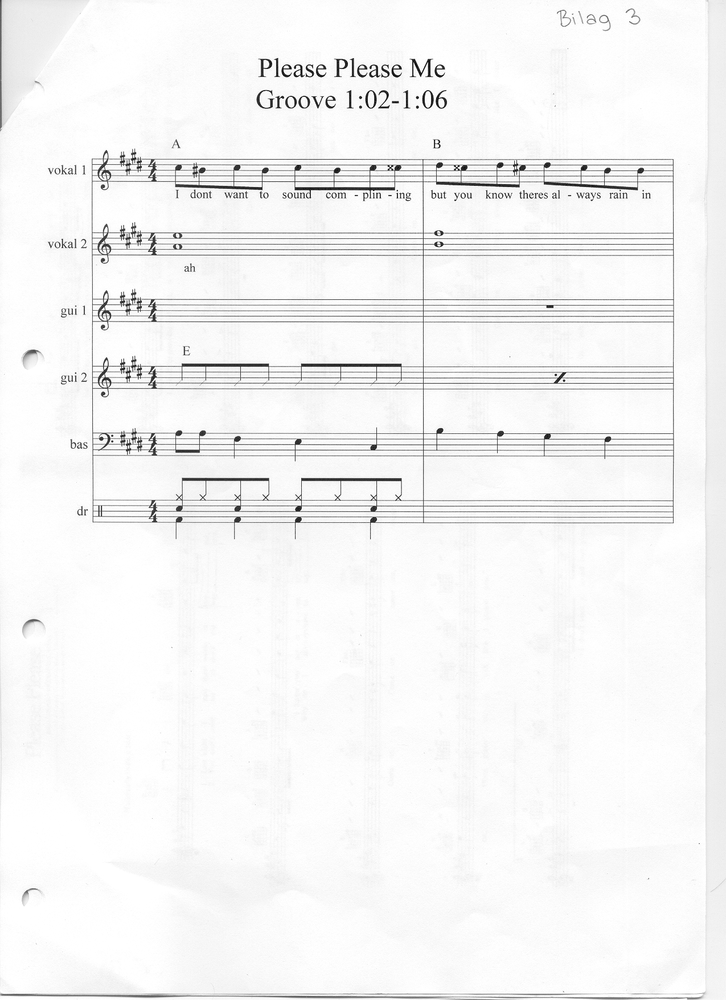 Bilag 3
Please Please Me
Groove 1:02-1:06
A B
vokal 1
I dont want to sound com - plin - ing but you know theres al - ways rain in
vokal 2
ah
gui 1
E
gui 2
bas
dr